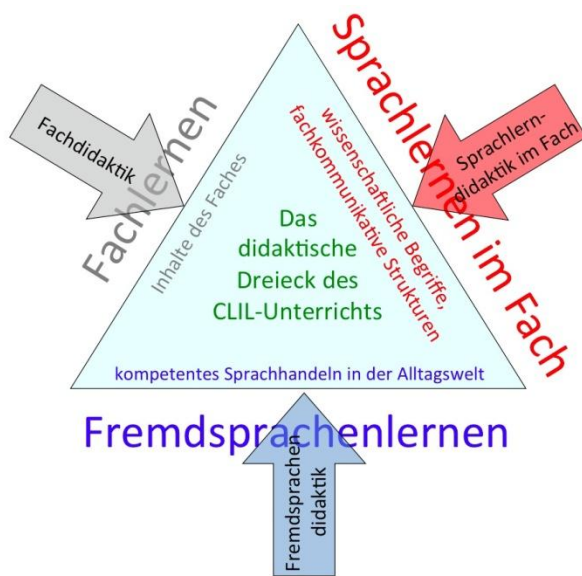 Fachdidaktik
Fachlernen
Inhalte des Faches
Sprachlernen im Fach
Sprachlern-
didaktik im Fach
wissenschaftliche Begriffe,
fachkommunikative Strukturen
Das
didaktische
Dreieck des
CLIL-Unterrichts
kompetentes Sprachhandeln in der Alltagswelt
Fremdsprachenlernen
Fremdsprachen
didaktik